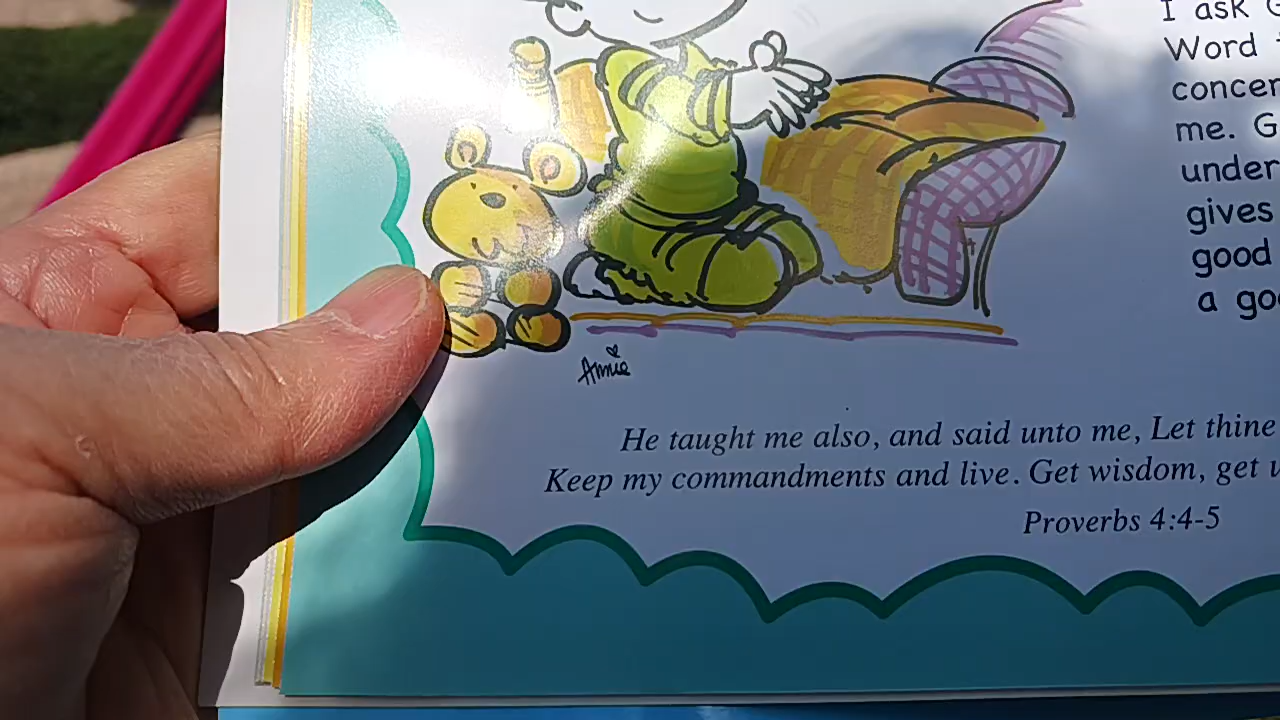 I ask
Word
concer
me. G
under
gives
good
a go
Annie
He taught me also, and said unto me, Let thine
Keep my commandments and live. Get wisdom, get u
Proverbs 4:4-5